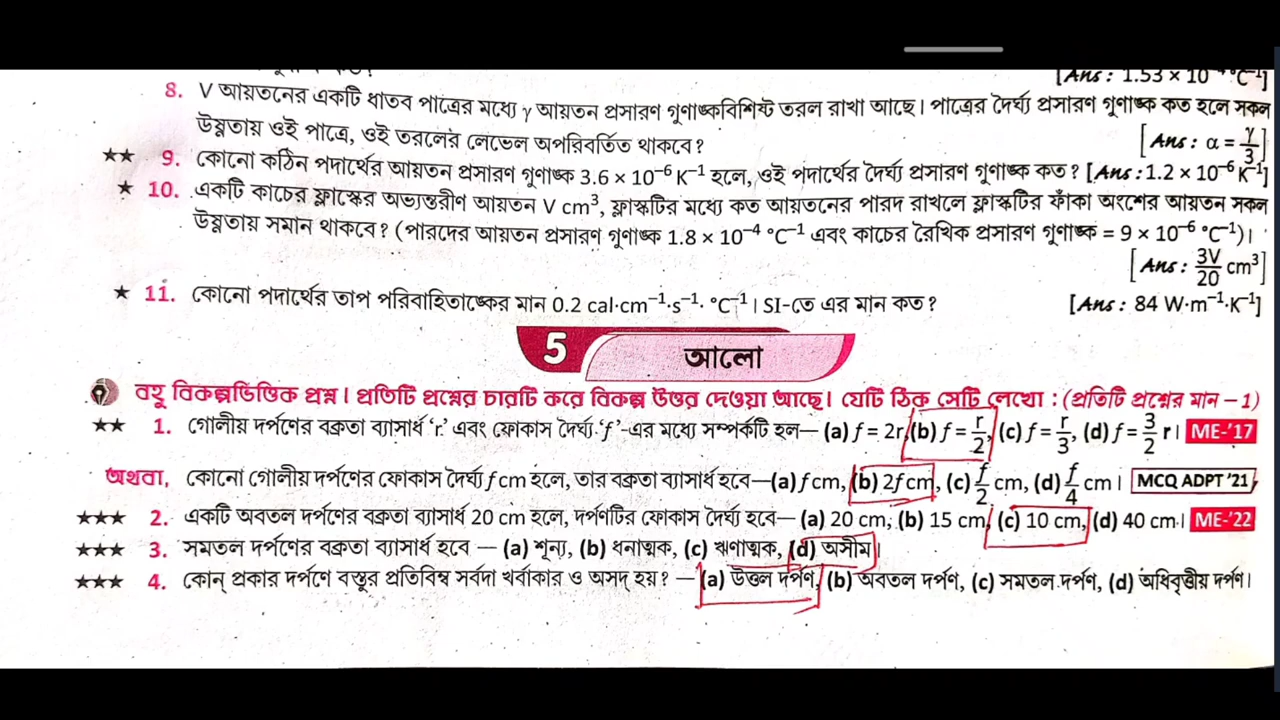 [Ans : 1.53 × 10⁻⁴ °C⁻¹]
8. V আয়তনের একটি ধাতব পাত্রের মধ্যে γ আয়তন প্রসারণ গুণাঙ্কবিশিষ্ট তরল রাখা আছে। পাত্রের দৈর্ঘ্য প্রসারণ গুণাঙ্ক কত হলে সকল
উষ্ণতায় ওই পাত্রে, ওই তরলের লেভেল অপরিবর্তিত থাকবে? [Ans : α = γ/3]
★★ 9. কোনো কঠিন পদার্থের আয়তন প্রসারণ গুণাঙ্ক 3.6 × 10⁻⁶ K⁻¹ হলে, ওই পদার্থের দৈর্ঘ্য প্রসারণ গুণাঙ্ক কত? [Ans : 1.2 × 10⁻⁶ K⁻¹]
★ 10. একটি কাচের ফ্লাস্কের অভ্যন্তরীণ আয়তন V cm³, ফ্লাস্কটির মধ্যে কত আয়তনের পারদ রাখলে ফ্লাস্কটির ফাঁকা অংশের আয়তন সকল
উষ্ণতায় সমান থাকবে? (পারদের আয়তন প্রসারণ গুণাঙ্ক 1.8 × 10⁻⁴ °C⁻¹ এবং কাচের রৈখিক প্রসারণ গুণাঙ্ক = 9 × 10⁻⁶ °C⁻¹)।
[Ans : 3V/20 cm³]
★ 11. কোনো পদার্থের তাপ পরিবাহিতাঙ্কের মান 0.2 cal·cm⁻¹·s⁻¹· °C⁻¹। SI-তে এর মান কত? [Ans : 84 W·m⁻¹·K⁻¹]
5 আলো
বহু বিকল্পভিত্তিক প্রশ্ন। প্রতিটি প্রশ্নের চারটি করে বিকল্প উত্তর দেওয়া আছে। যেটি ঠিক সেটি লেখো : (প্রতিটি প্রশ্নের মান – 1)
★★ 1. গোলীয় দর্পণের বক্রতা ব্যাসার্ধ ‘r’ এবং ফোকাস দৈর্ঘ্য ‘f’-এর মধ্যে সম্পর্কটি হল— (a) f = 2r, (b) f = r/2, (c) f = r/3, (d) f = 3/2 r। ME-’17
অথবা, কোনো গোলীয় দর্পণের ফোকাস দৈর্ঘ্য f cm হলে, তার বক্রতা ব্যাসার্ধ হবে—(a) f cm, (b) 2f cm, (c) f/2 cm, (d) f/4 cm। MCQ ADPT ’21
★★★ 2. একটি অবতল দর্পণের বক্রতা ব্যাসার্ধ 20 cm হলে, দর্পণটির ফোকাস দৈর্ঘ্য হবে— (a) 20 cm, (b) 15 cm, (c) 10 cm, (d) 40 cm। ME-’22
★★★ 3. সমতল দর্পণের বক্রতা ব্যাসার্ধ হবে — (a) শূন্য, (b) ধনাত্মক, (c) ঋণাত্মক, (d) অসীম।
★★★ 4. কোন্ প্রকার দর্পণে বস্তুর প্রতিবিম্ব সর্বদা খর্বাকার ও অসদ্ হয়? — (a) উত্তল দর্পণ, (b) অবতল দর্পণ, (c) সমতল দর্পণ, (d) অধিবৃত্তীয় দর্পণ।